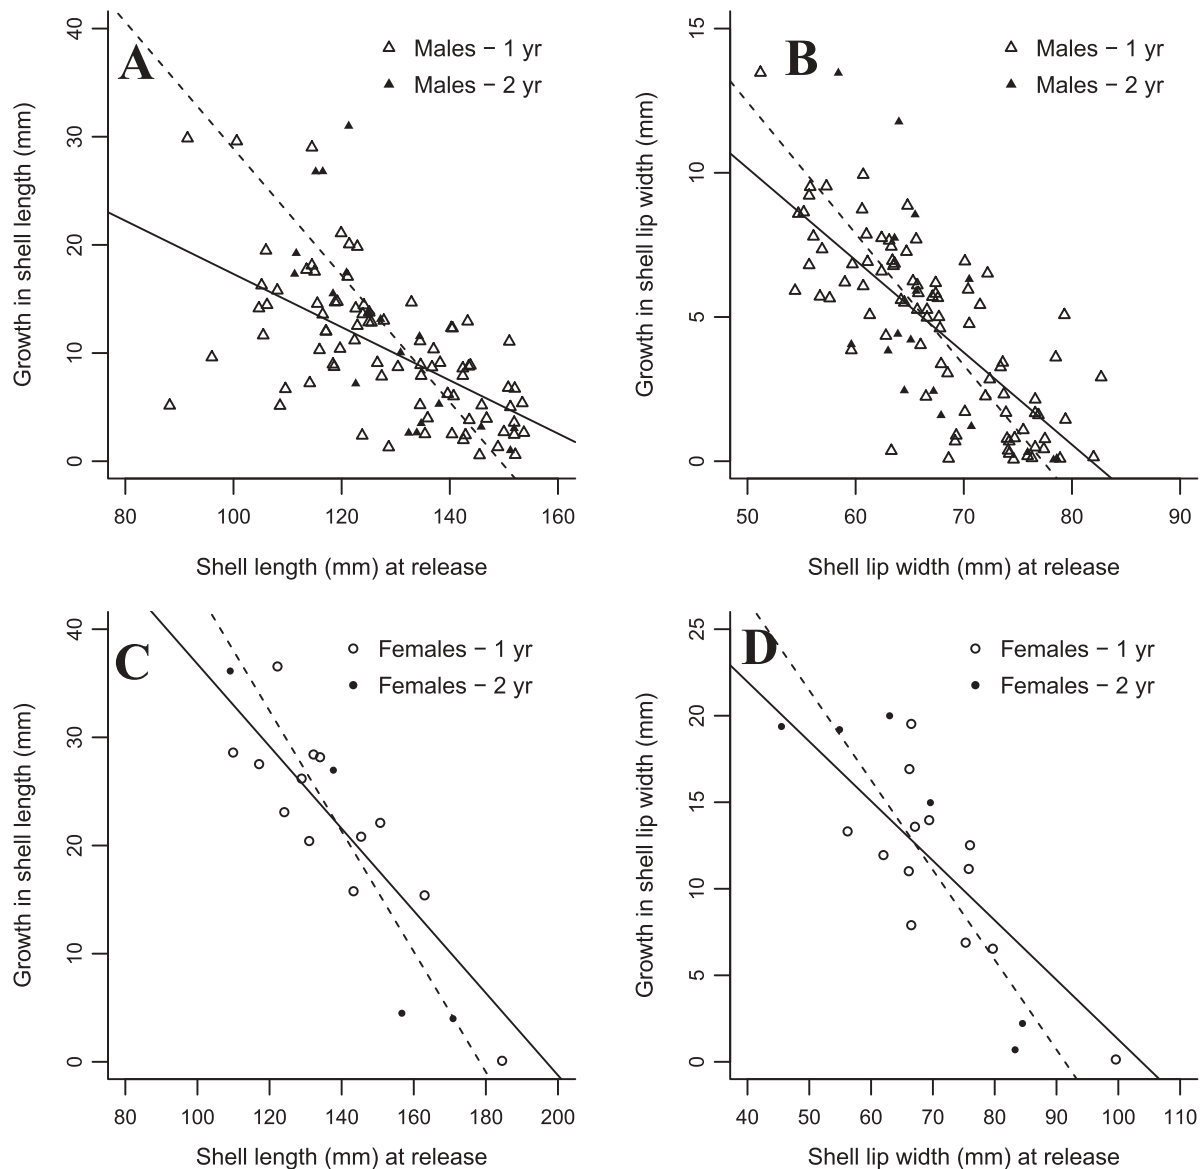 A
Males − 1 yr
Males − 2 yr
Growth in shell length (mm)
0 10 20 30 40
80 100 120 140 160
Shell length (mm) at release
B
Males − 1 yr
Males − 2 yr
Growth in shell lip width (mm)
0 5 10 15
50 60 70 80 90
Shell lip width (mm) at release
C
Females − 1 yr
Females − 2 yr
Growth in shell length (mm)
0 10 20 30 40
80 100 120 140 160 180 200
Shell length (mm) at release
D
Females − 1 yr
Females − 2 yr
Growth in shell lip width (mm)
0 5 10 15 20 25
40 50 60 70 80 90 100 110
Shell lip width (mm) at release